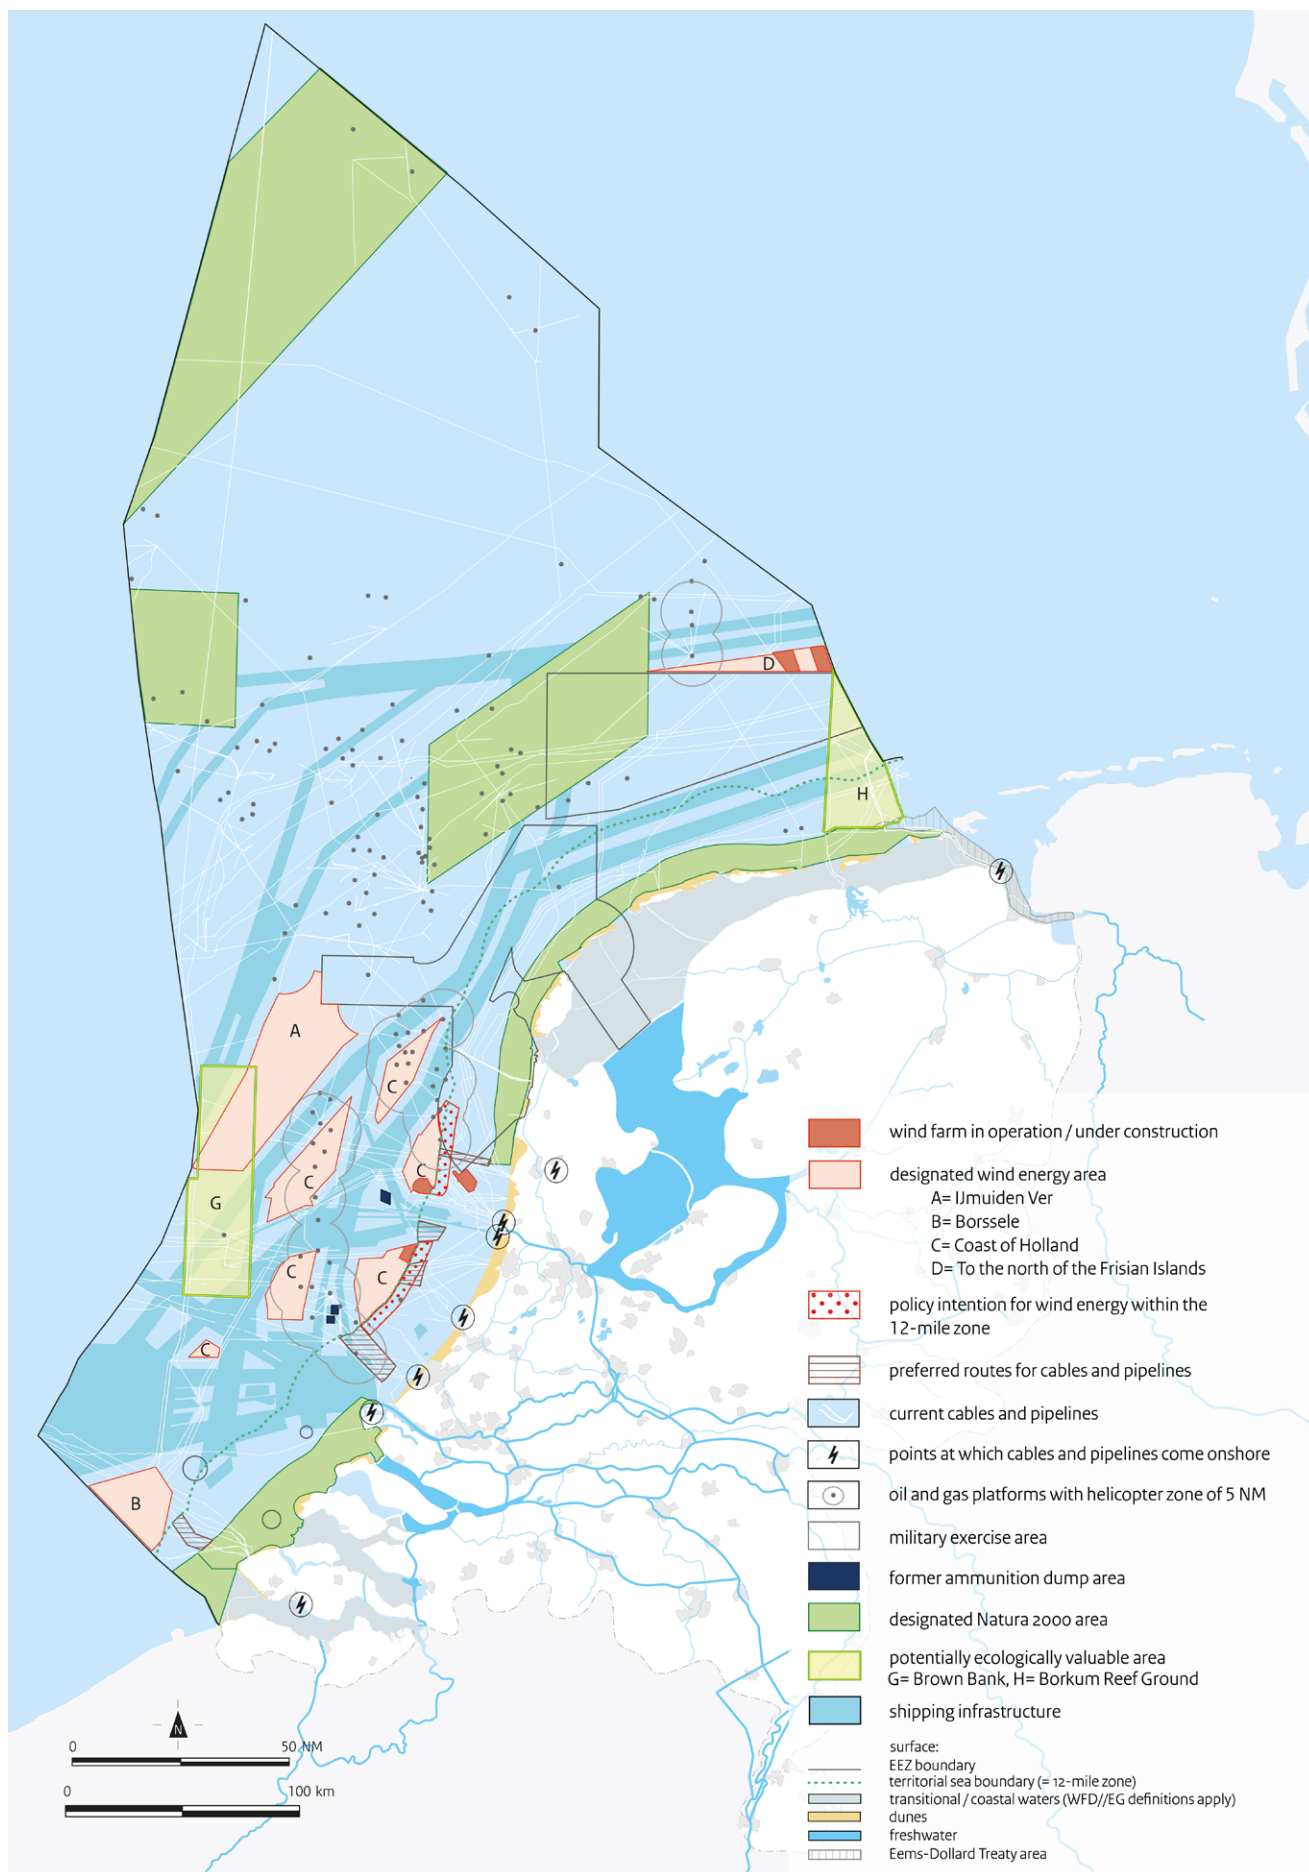 D
H
A
C
C
C
G
C
C
C
B
wind farm in operation / under construction
designated wind energy area
A= IJmuiden Ver
B= Borssele
C= Coast of Holland
D= To the north of the Frisian Islands
policy intention for wind energy within the
12-mile zone
preferred routes for cables and pipelines
current cables and pipelines
points at which cables and pipelines come onshore
oil and gas platforms with helicopter zone of 5 NM
military exercise area
former ammunition dump area
designated Natura 2000 area
potentially ecologically valuable area
G= Brown Bank, H= Borkum Reef Ground
shipping infrastructure
surface:
EEZ boundary
territorial sea boundary (= 12-mile zone)
transitional / coastal waters (WFD//EG definitions apply)
dunes
freshwater
Eems-Dollard Treaty area
N
0 50 NM
0 100 km